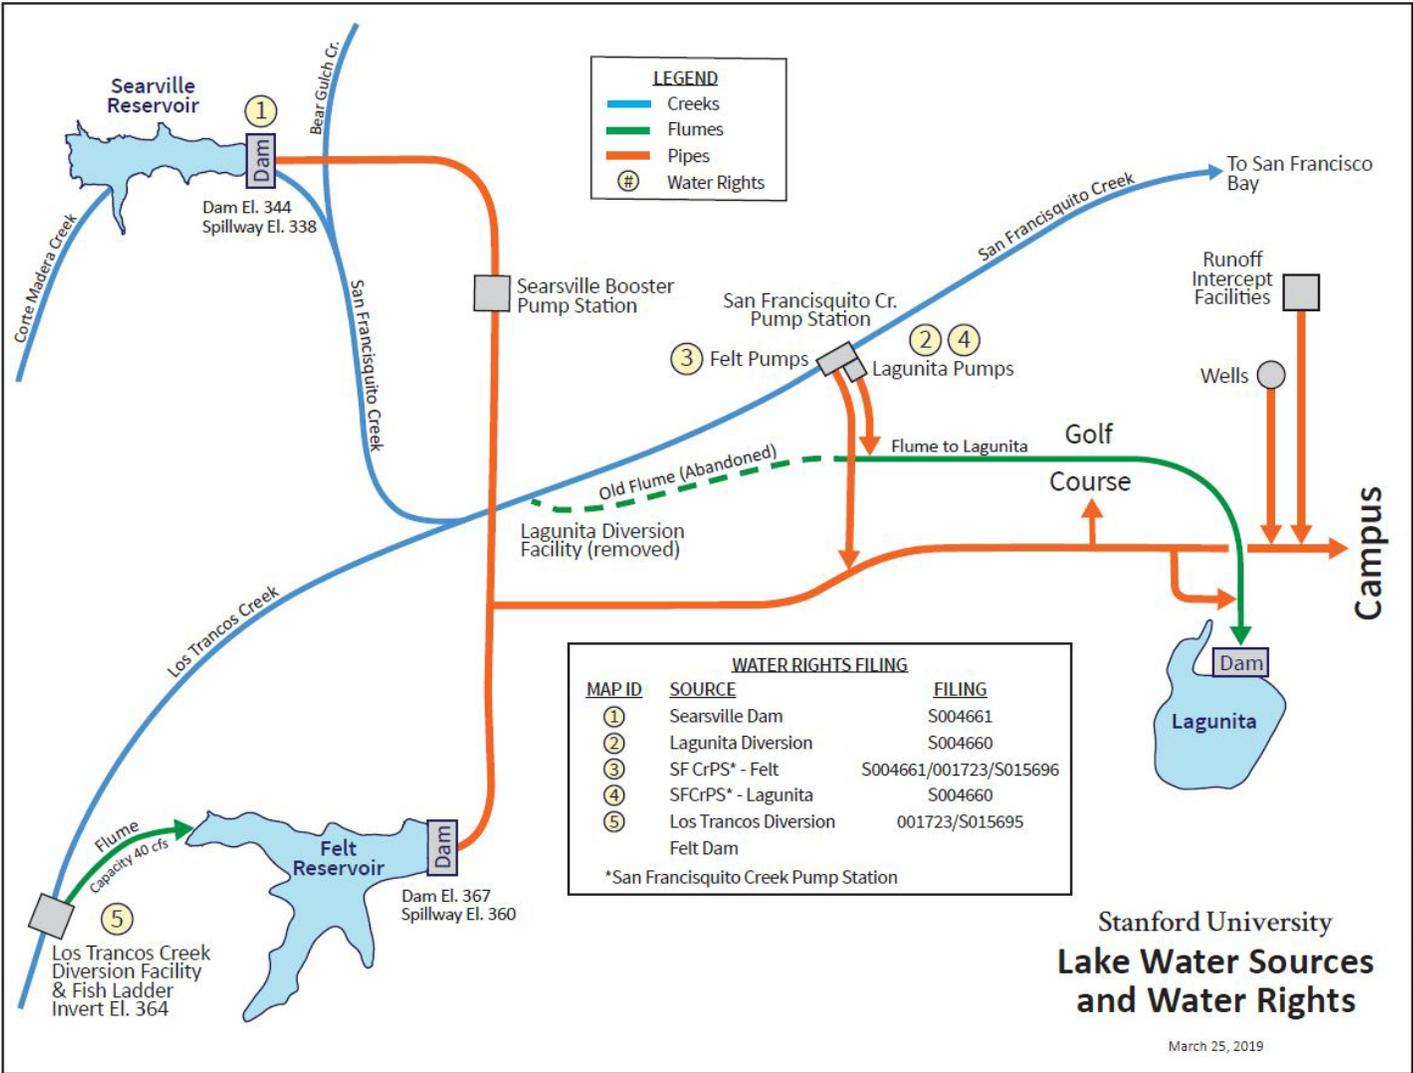 Searville
Reservoir
1
Dam
Bear Gulch Cr.
Dam El. 344
Spillway El. 338
Corte Madera Creek
San Francisquito Creek
LEGEND
Creeks
Flumes
Pipes
# Water Rights
San Francisquito Creek
To San Francisco
Bay
Searsville Booster
Pump Station
San Francisquito Cr.
Pump Station
3 Felt Pumps
2 4
Lagunita Pumps
Runoff
Intercept
Facilities
Wells
Old Flume (Abandoned)
Flume to Lagunita
Golf
Course
Lagunita Diversion
Facility (removed)
Campus
Los Trancos Creek
Dam
Lagunita
WATER RIGHTS FILING
MAP ID SOURCE FILING
1 Searsville Dam S004661
2 Lagunita Diversion S004660
3 SF CrPS* - Felt S004661/001723/S015696
4 SFCrPS* - Lagunita S004660
5 Los Trancos Diversion 001723/S015695
Felt Dam
*San Francisquito Creek Pump Station
Flume
Capacity 40 cfs
Felt
Reservoir
Dam
Dam El. 367
Spillway El. 360
5
Los Trancos Creek
Diversion Facility
& Fish Ladder
Invert El. 364
Stanford University
Lake Water Sources
and Water Rights
March 25, 2019